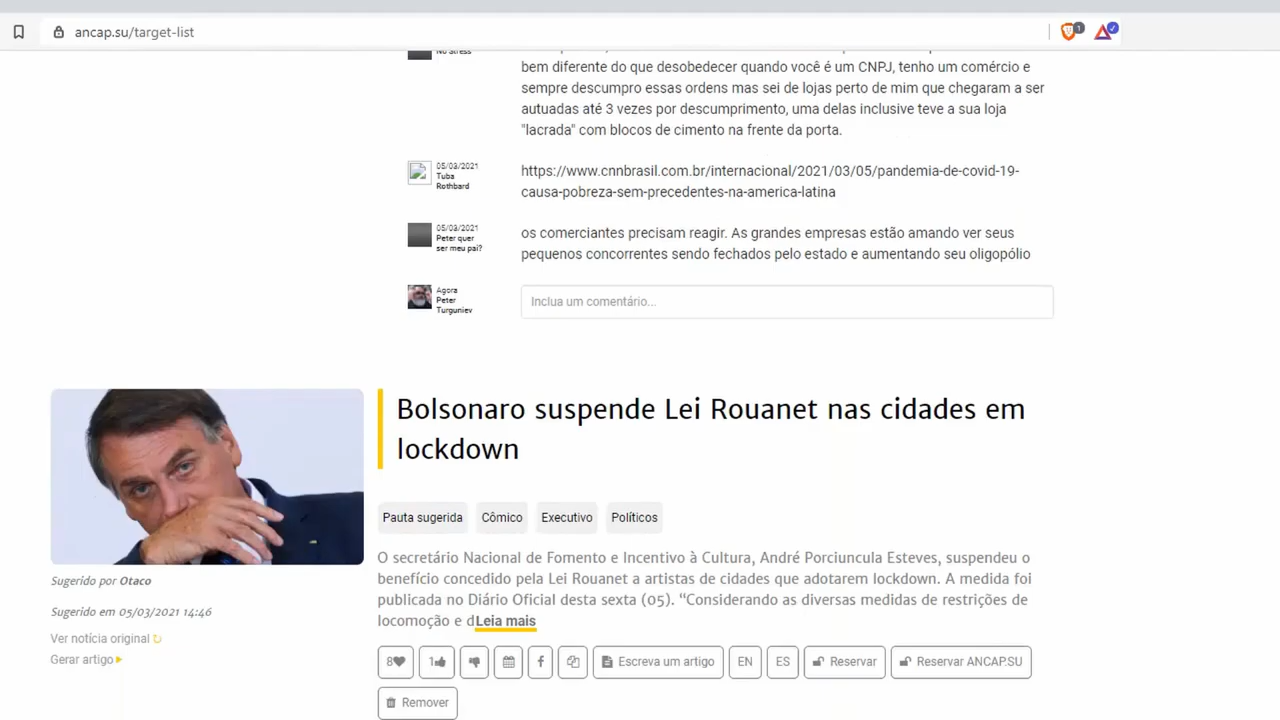 ancap.su/target-list
1
No Stress
bem diferente do que desobedecer quando você é um CNPJ, tenho um comércio e
sempre descumpro essas ordens mas sei de lojas perto de mim que chegaram a ser
autuadas até 3 vezes por descumprimento, uma delas inclusive teve a sua loja
"lacrada" com blocos de cimento na frente da porta.
05/03/2021
Tuba
Rothbard
https://www.cnnbrasil.com.br/internacional/2021/03/05/pandemia-de-covid-19-
causa-pobreza-sem-precedentes-na-america-latina
05/03/2021
Peter quer
ser meu pai?
os comerciantes precisam reagir. As grandes empresas estão amando ver seus
pequenos concorrentes sendo fechados pelo estado e aumentando seu oligopólio
Agora
Peter
Turguniev
Inclua um comentário...
Bolsonaro suspende Lei Rouanet nas cidades em
lockdown
Pauta sugerida Cômico Executivo Políticos
O secretário Nacional de Fomento e Incentivo à Cultura, André Porciuncula Esteves, suspendeu o
benefício concedido pela Lei Rouanet a artistas de cidades que adotarem lockdown. A medida foi
publicada no Diário Oficial desta sexta (05). “Considerando as diversas medidas de restrições de
locomoção e dLeia mais
Sugerido por Otaco
Sugerido em 05/03/2021 14:46
Ver notícia original
Gerar artigo
8 1 Escreva um artigo EN ES Reservar Reservar ANCAP.SU
Remover